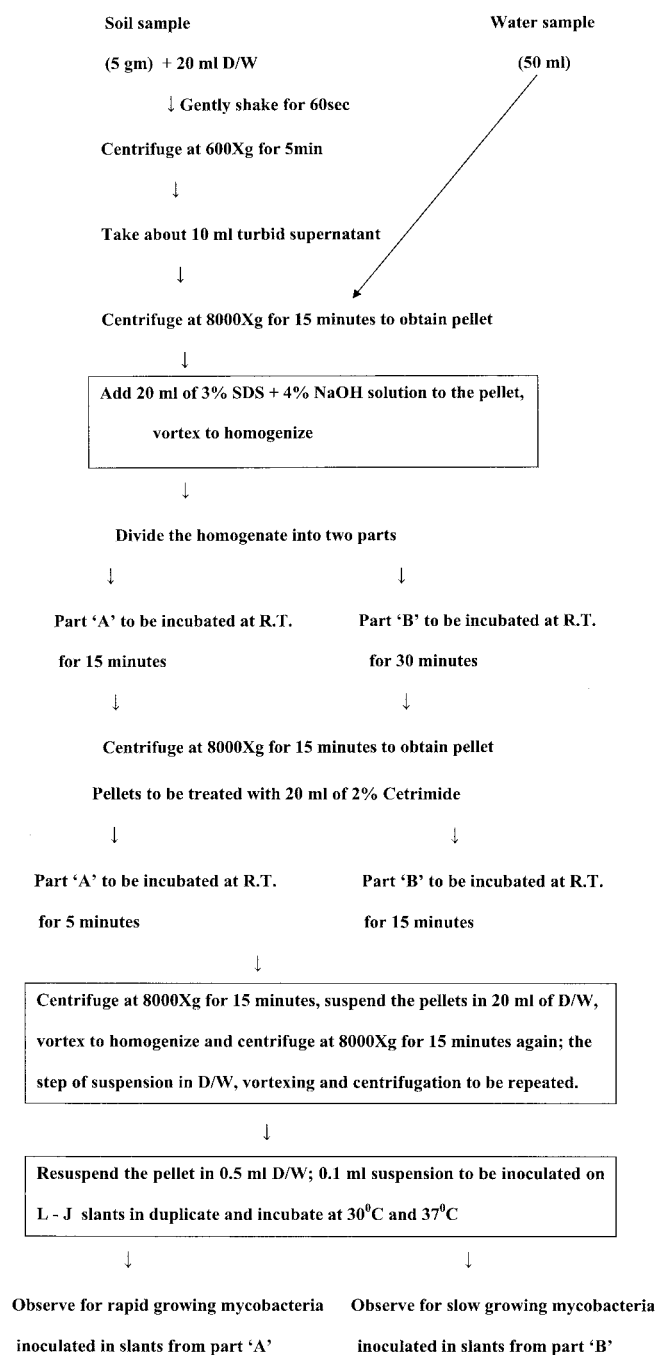 Soil sample
Water sample
(5 gm) + 20 ml D/W
(50 ml)
↓ Gently shake for 60sec
Centrifuge at 600Xg for 5min
↓
Take about 10 ml turbid supernatant
↓
Centrifuge at 8000Xg for 15 minutes to obtain pellet
↓
Add 20 ml of 3% SDS + 4% NaOH solution to the pellet,
vortex to homogenize
↓
Divide the homogenate into two parts
↓ ↓
Part ‘A’ to be incubated at R.T.
for 15 minutes
Part ‘B’ to be incubated at R.T.
for 30 minutes
↓ ↓
Centrifuge at 8000Xg for 15 minutes to obtain pellet
Pellets to be treated with 20 ml of 2% Cetrimide
↓ ↓
Part ‘A’ to be incubated at R.T.
for 5 minutes
Part ‘B’ to be incubated at R.T.
for 15 minutes
↓
Centrifuge at 8000Xg for 15 minutes, suspend the pellets in 20 ml of D/W,
vortex to homogenize and centrifuge at 8000Xg for 15 minutes again; the
step of suspension in D/W, vortexing and centrifugation to be repeated.
↓
Resuspend the pellet in 0.5 ml D/W; 0.1 ml suspension to be inoculated on
L - J slants in duplicate and incubate at 30⁰C and 37⁰C
↓ ↓
Observe for rapid growing mycobacteria
inoculated in slants from part ‘A’
Observe for slow growing mycobacteria
inoculated in slants from part ‘B’